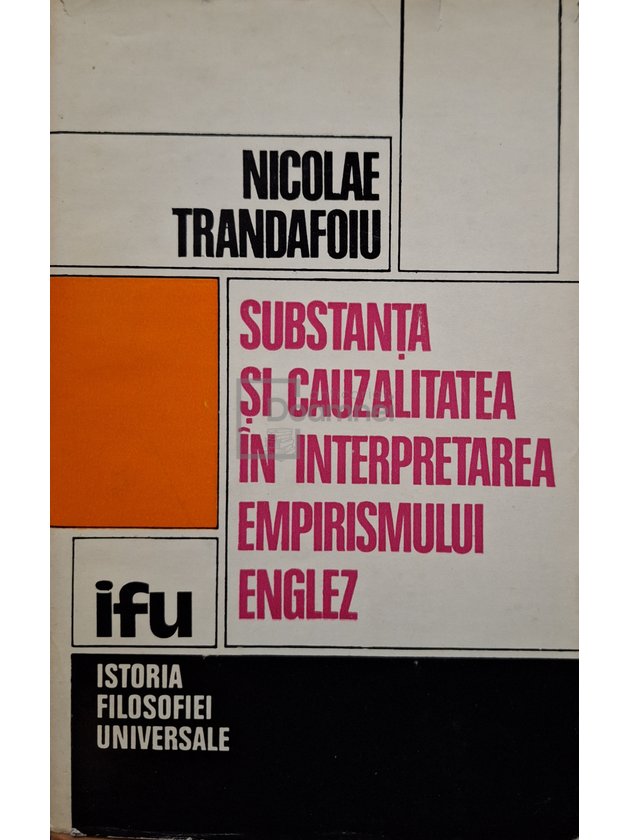 NICOLAE
TRANDAFOIU
SUBSTANȚA
ȘI CAUZALITATEA
ÎN INTERPRETAREA
EMPIRISMULUI
ENGLEZ
ifu
ISTORIA
FILOSOFIEI
UNIVERSALE